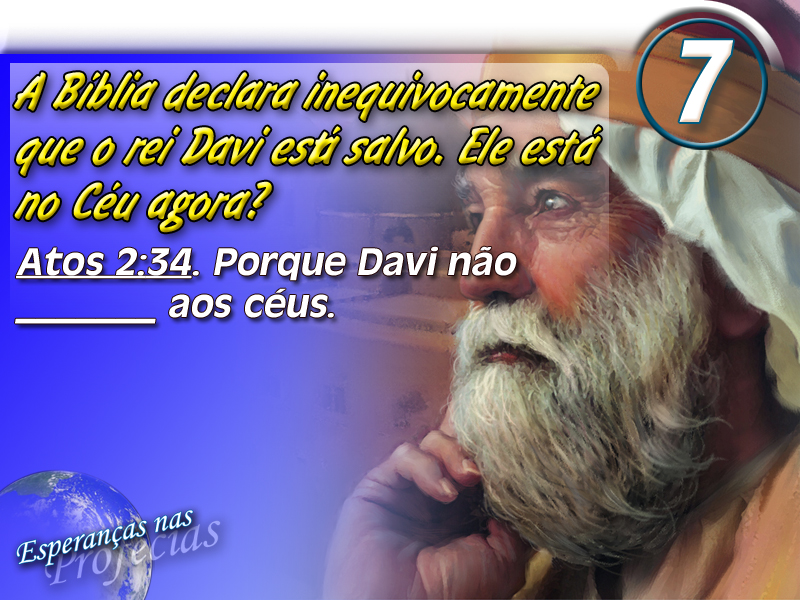 7
A Bíblia declara inequivocamente
que o rei Davi está salvo. Ele está
no Céu agora?
Atos 2:34. Porque Davi não
_______ aos céus.
Esperanças nas
Profecias